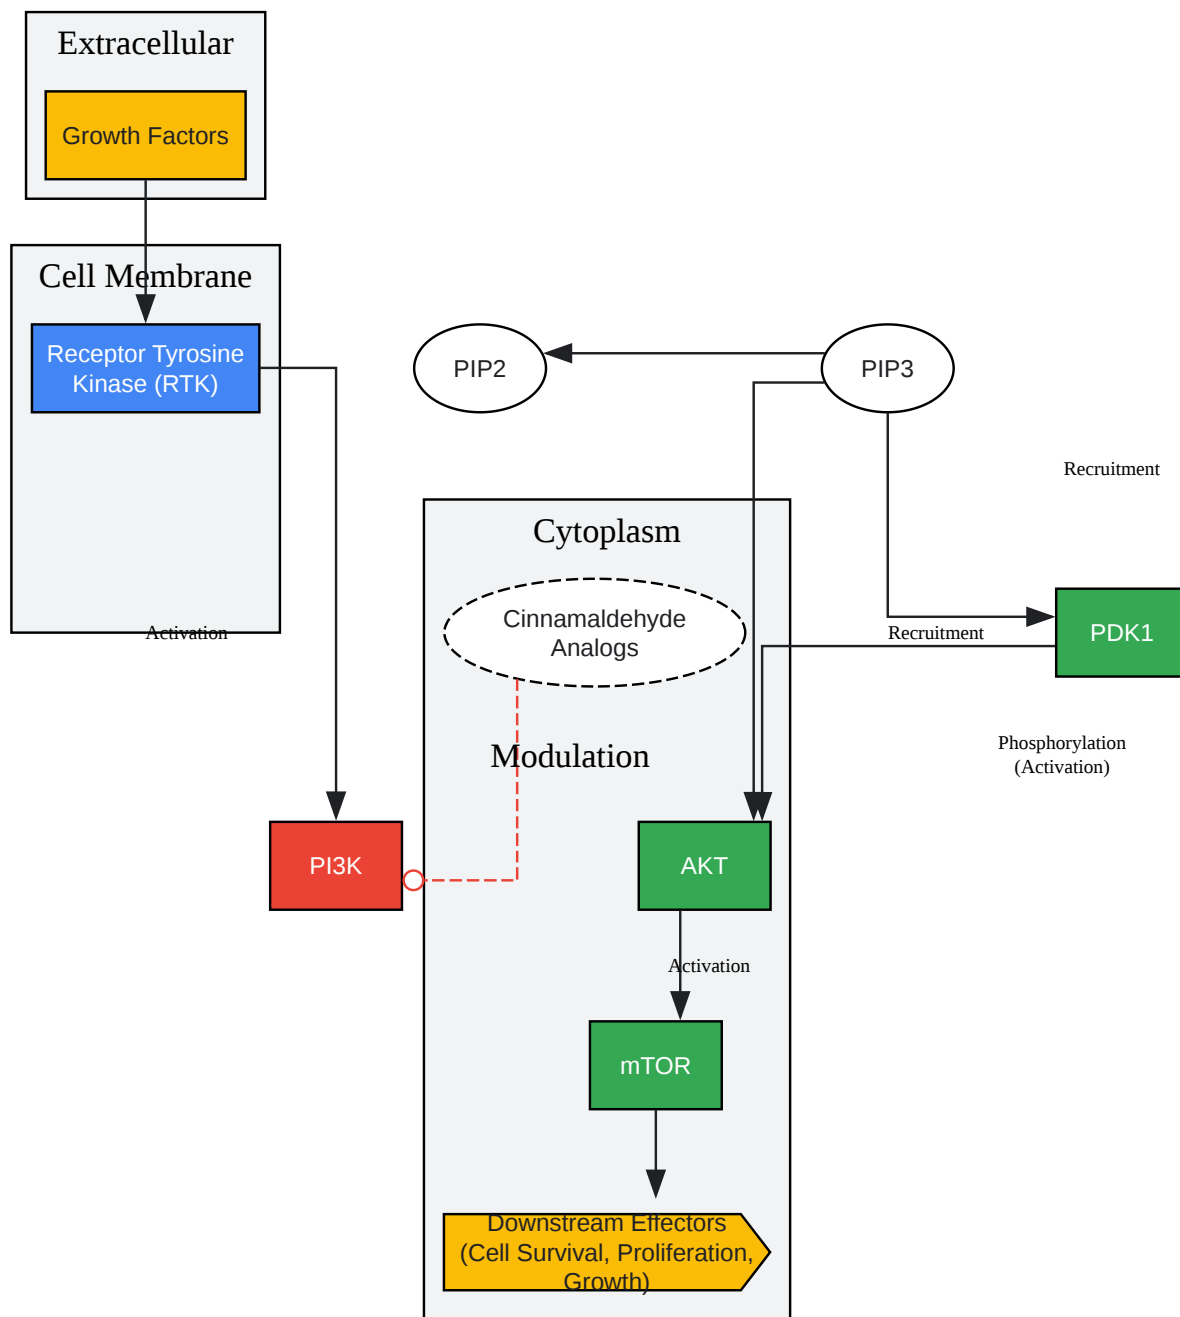 Extracellular
Growth Factors
Cell Membrane
Receptor Tyrosine
Kinase (RTK)
PIP2
PIP3
Recruitment
Cytoplasm
Cinnamaldehyde
Analogs
Activation
Recruitment
PDK1
Modulation
Phosphorylation
(Activation)
PI3K
AKT
Activation
mTOR
Downstream Effectors
(Cell Survival, Proliferation,
Growth)